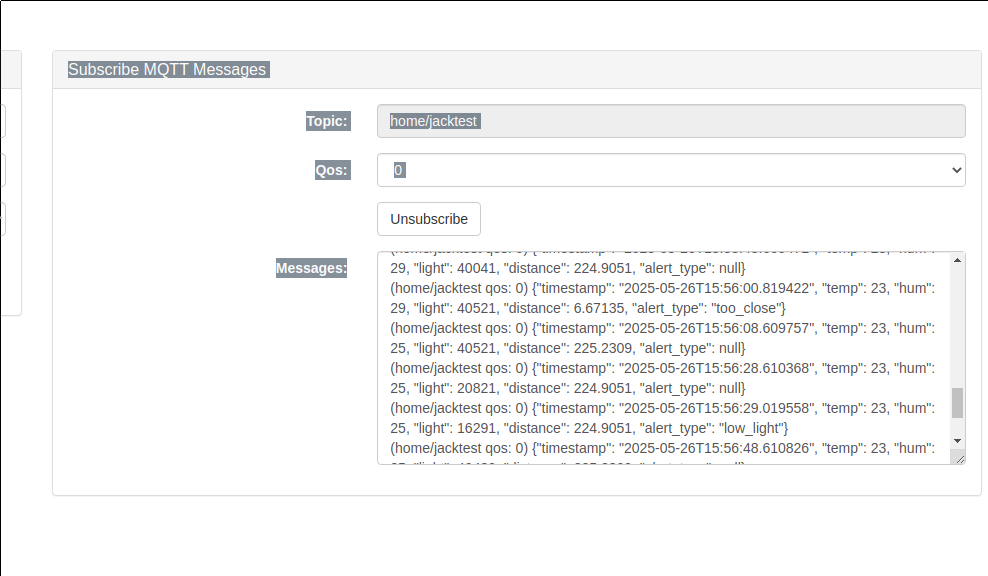 Subscribe MQTT Messages
Topic:
home/jacktest
Qos:
0
Unsubscribe
Messages:
29, "light": 40041, "distance": 224.9051, "alert_type": null}
(home/jacktest qos: 0) {"timestamp": "2025-05-26T15:56:00.819422", "temp": 23, "hum":
29, "light": 40521, "distance": 6.67135, "alert_type": "too_close"}
(home/jacktest qos: 0) {"timestamp": "2025-05-26T15:56:08.609757", "temp": 23, "hum":
25, "light": 40521, "distance": 225.2309, "alert_type": null}
(home/jacktest qos: 0) {"timestamp": "2025-05-26T15:56:28.610368", "temp": 23, "hum":
25, "light": 20821, "distance": 224.9051, "alert_type": null}
(home/jacktest qos: 0) {"timestamp": "2025-05-26T15:56:29.019558", "temp": 23, "hum":
25, "light": 16291, "distance": 224.9051, "alert_type": "low_light"}
(home/jacktest qos: 0) {"timestamp": "2025-05-26T15:56:48.610826", "temp": 23, "hum":